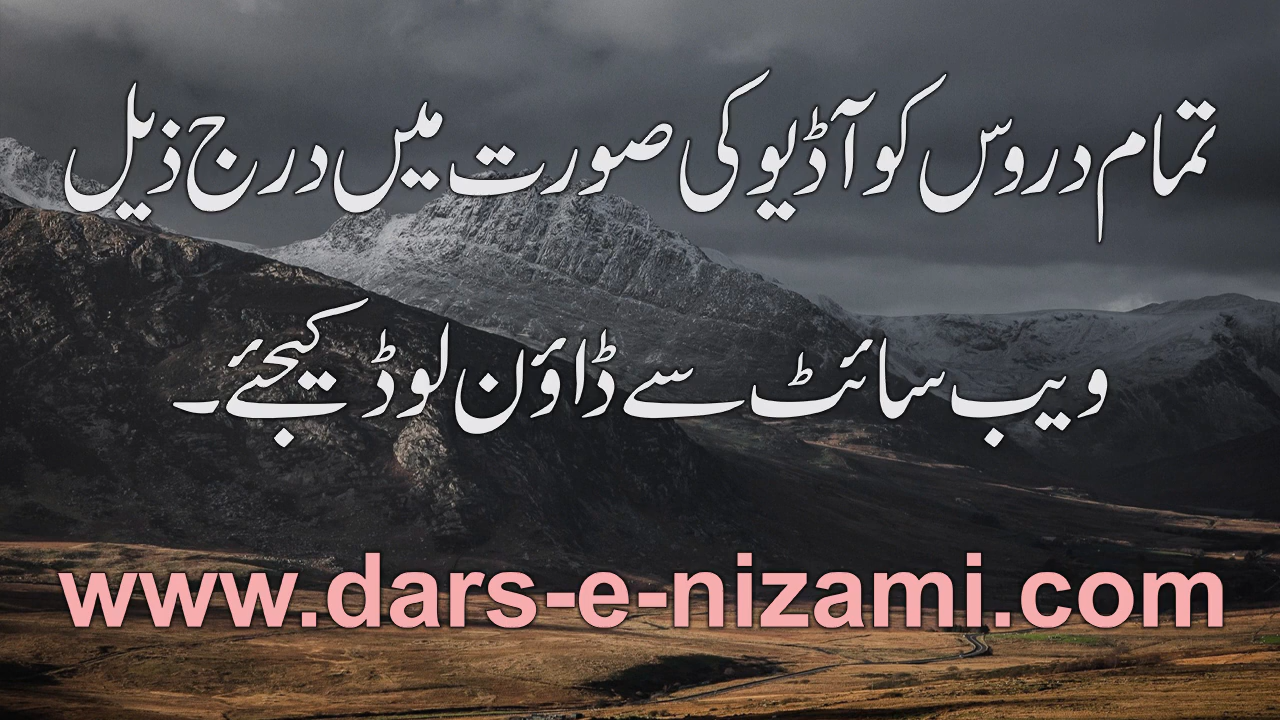 تمام دروس کو آڈیو کی صورت میں درج ذیل
ویب سائٹ سے ڈاؤن لوڈ کیجئے۔
www.dars-e-nizami.com